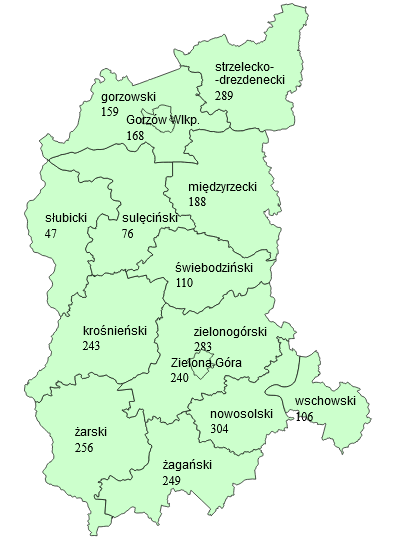 strzelecko-
-drezdenecki
289
gorzowski
159
Gorzów Wlkp.
168
międzyrzecki
188
słubicki
47
sulęciński
76
świebodziński
110
krośnieński
243
zielonogórski
283
Zielona Góra
240
wschowski
106
nowosolski
304
żarski
256
żagański
249